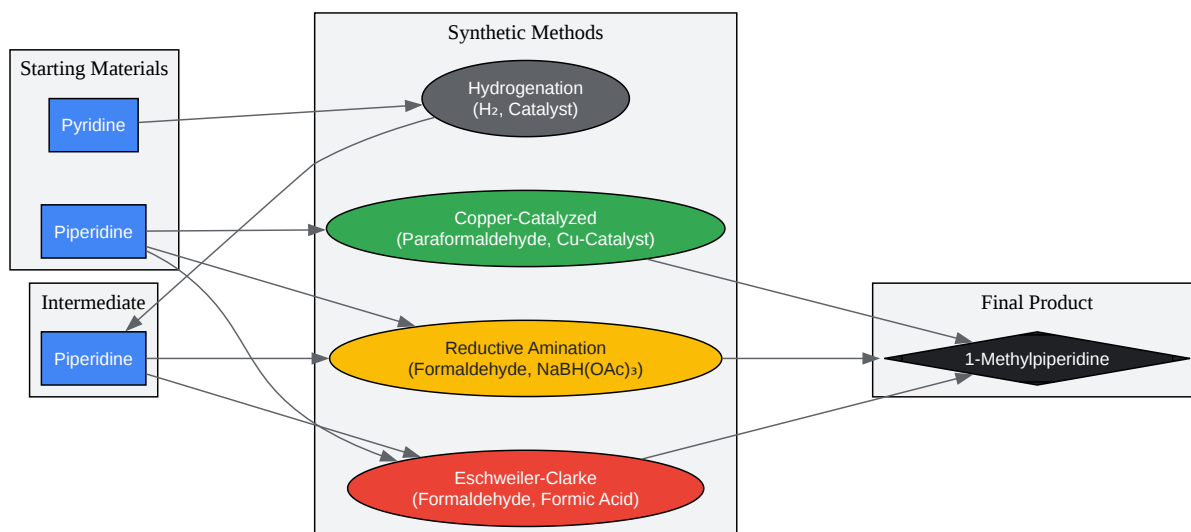 Synthetic Methods
Starting Materials
Hydrogenation
(H₂, Catalyst)
Pyridine
Piperidine
Copper-Catalyzed
(Paraformaldehyde, Cu-Catalyst)
Intermediate
Piperidine
Reductive Amination
(Formaldehyde, NaBH(OAc)₃)
Eschweiler-Clarke
(Formaldehyde, Formic Acid)
Final Product
1-Methylpiperidine